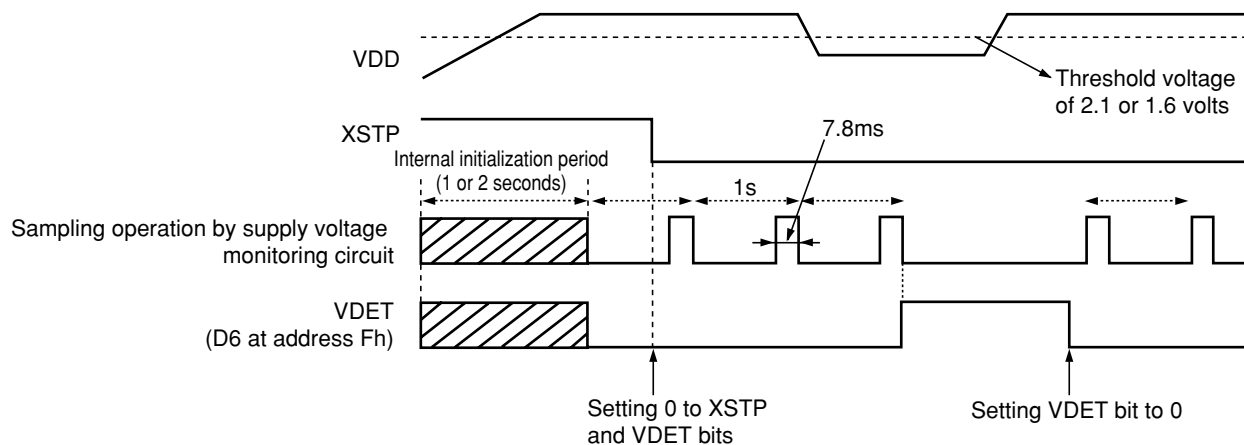 VDD
Threshold voltage
of 2.1 or 1.6 volts
XSTP
7.8ms
Internal initialization period
(1 or 2 seconds)
1s
Sampling operation by supply voltage
monitoring circuit
VDET
(D6 at address Fh)
Setting 0 to XSTP
and VDET bits
Setting VDET bit to 0